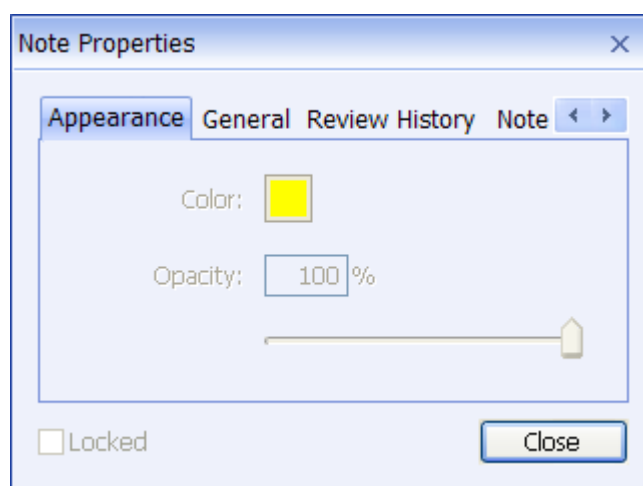 Note Properties
Appearance General Review History Note
Color:
Opacity: 100 %
Locked Close